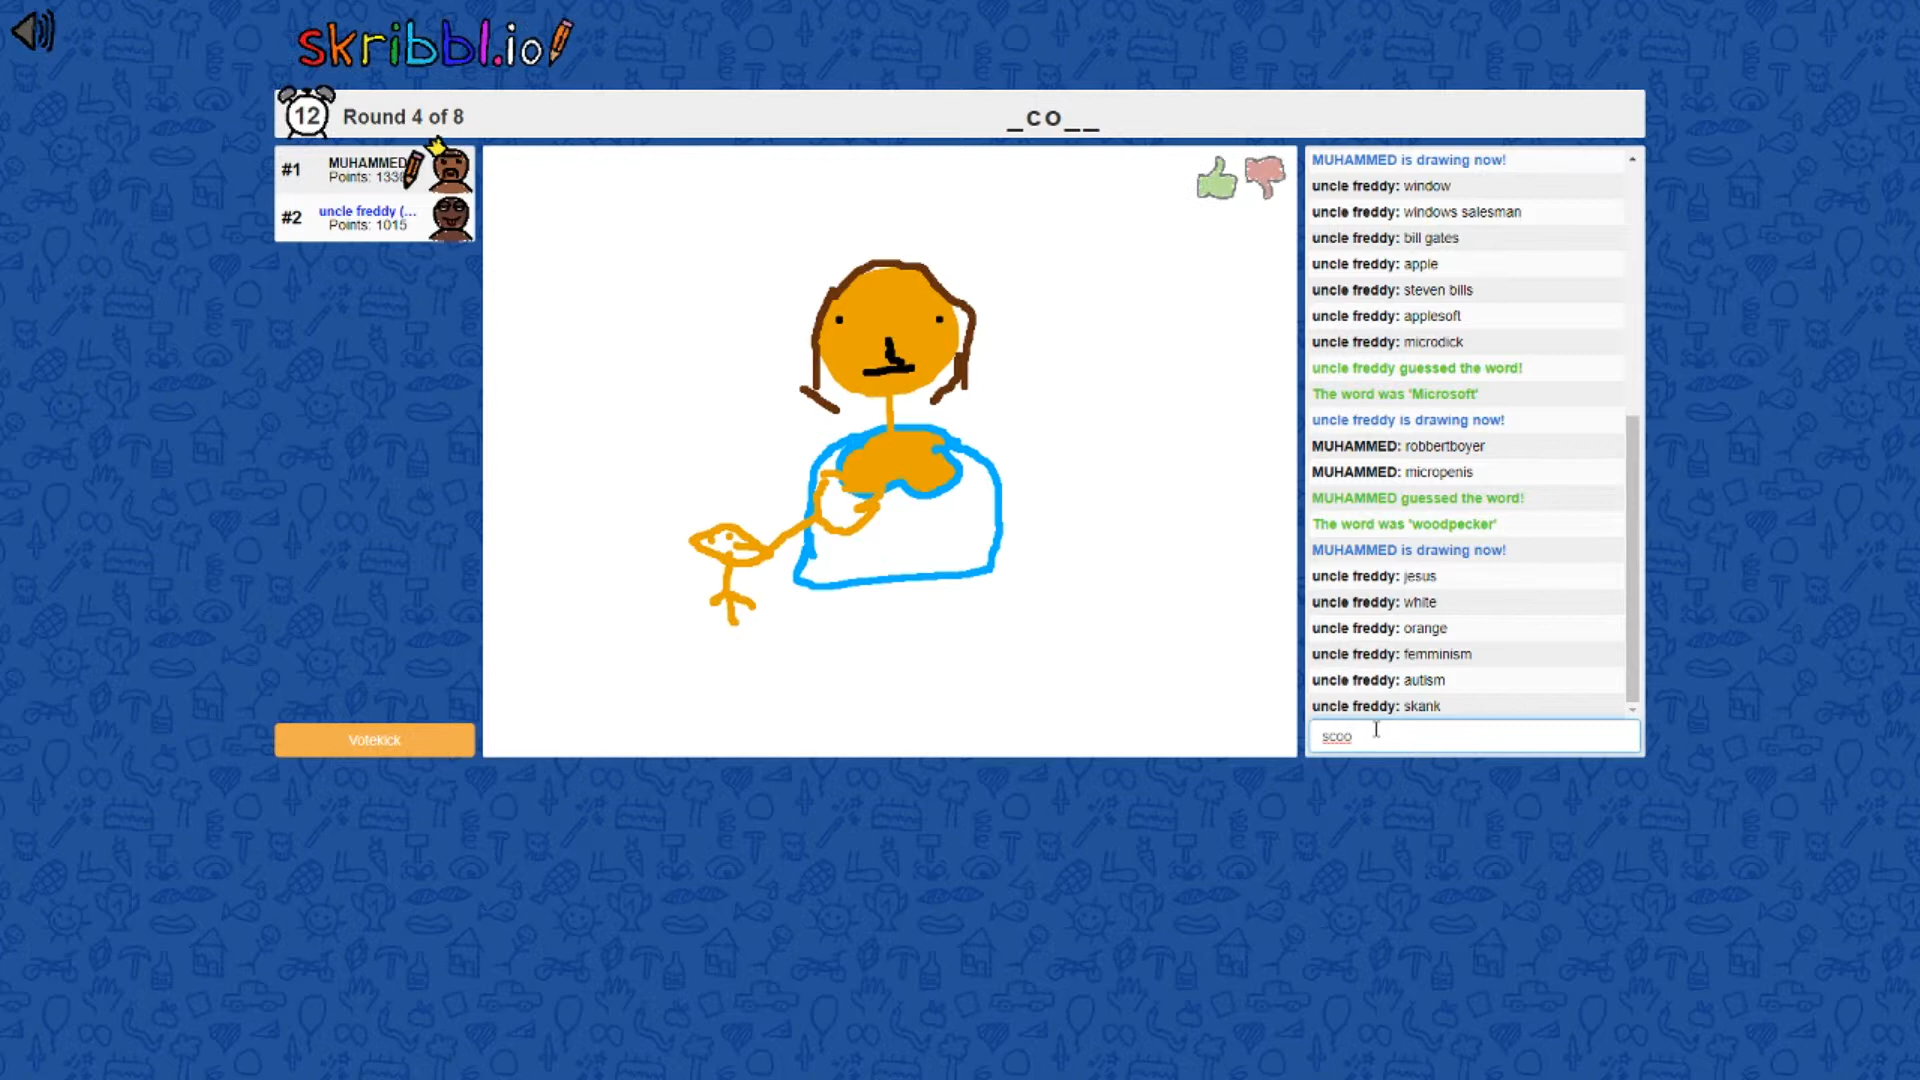 skribbl.io
12
Round 4 of 8
_CO__
#1
MUHAMMED
Points: 133
#2
uncle freddy (...
Points: 1015
Votekick
MUHAMMED is drawing now!
uncle freddy: window
uncle freddy: windows salesman
uncle freddy: bill gates
uncle freddy: apple
uncle freddy: steven bills
uncle freddy: applesoft
uncle freddy: microdick
uncle freddy guessed the word!
The word was 'Microsoft'
uncle freddy is drawing now!
MUHAMMED: robbertboyer
MUHAMMED: micropenis
MUHAMMED guessed the word!
The word was 'woodpecker'
MUHAMMED is drawing now!
uncle freddy: jesus
uncle freddy: white
uncle freddy: orange
uncle freddy: femminism
uncle freddy: autism
uncle freddy: skank
scoo